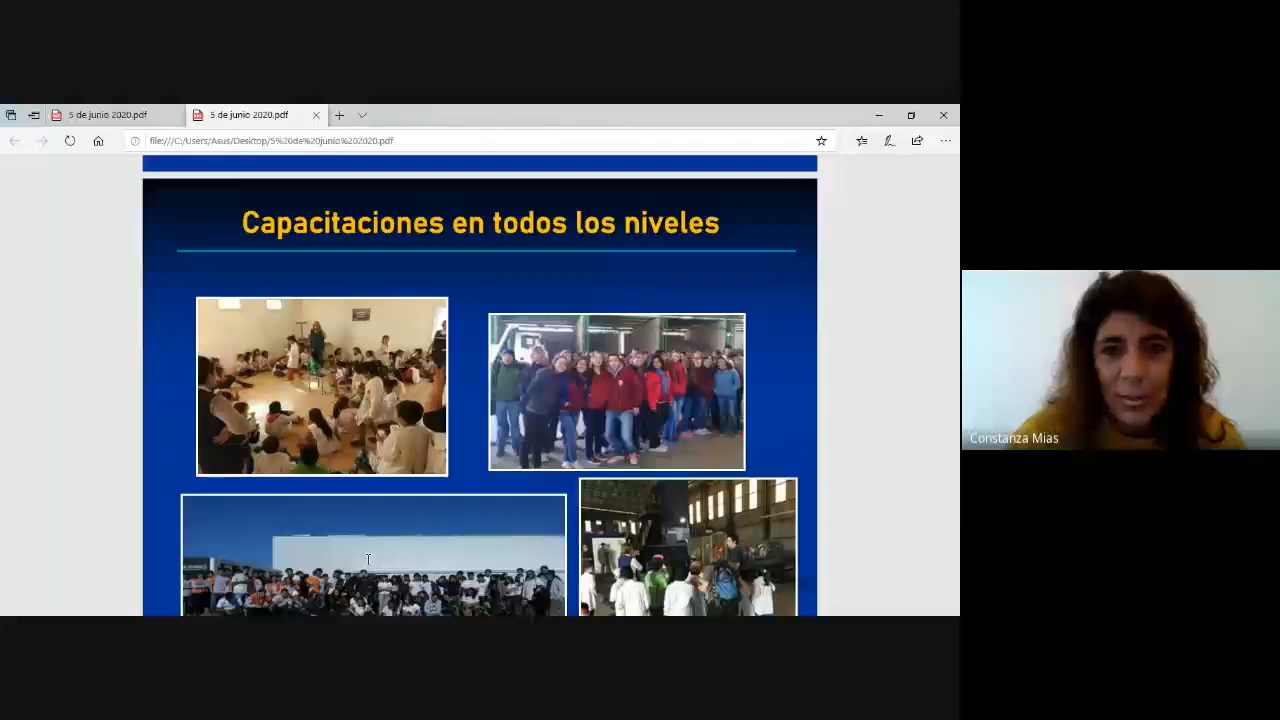 5 de junio 2020.pdf
5 de junio 2020.pdf
file:///C:/Users/Asus/Desktop/5%20de%20junio%202020.pdf
Capacitaciones en todos los niveles
Constanza Mias